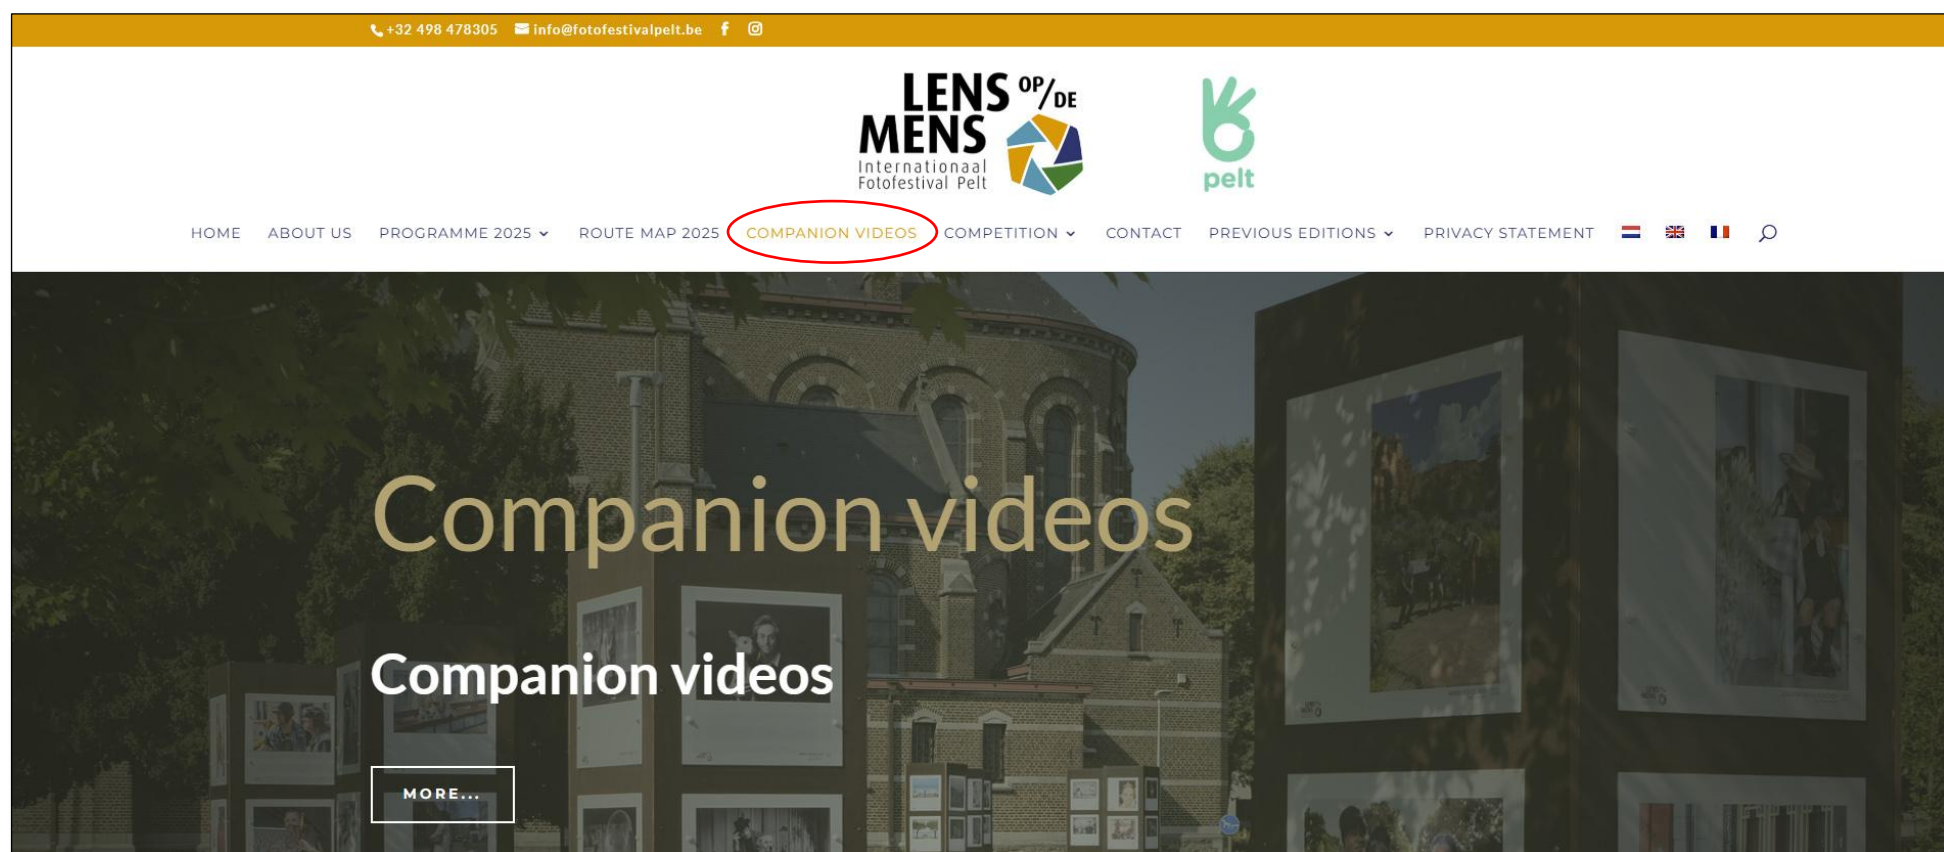 +32 498 478305 info@fotofestivalpelt.be
LENS OP/DE
MENS
Internationaal
Fotofestival Pelt
pelt
HOME ABOUT US PROGRAMME 2025 ROUTE MAP 2025 COMPANION VIDEOS COMPETITION CONTACT PREVIOUS EDITIONS PRIVACY STATEMENT
Companion videos
Companion videos
MORE...